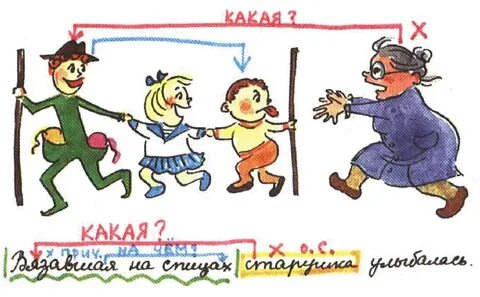 КАКАЯ?
X
КАКАЯ?
х прич. НА ЧЁМ? X О.С.
Вязавшая на спицах старушка улыбалась.